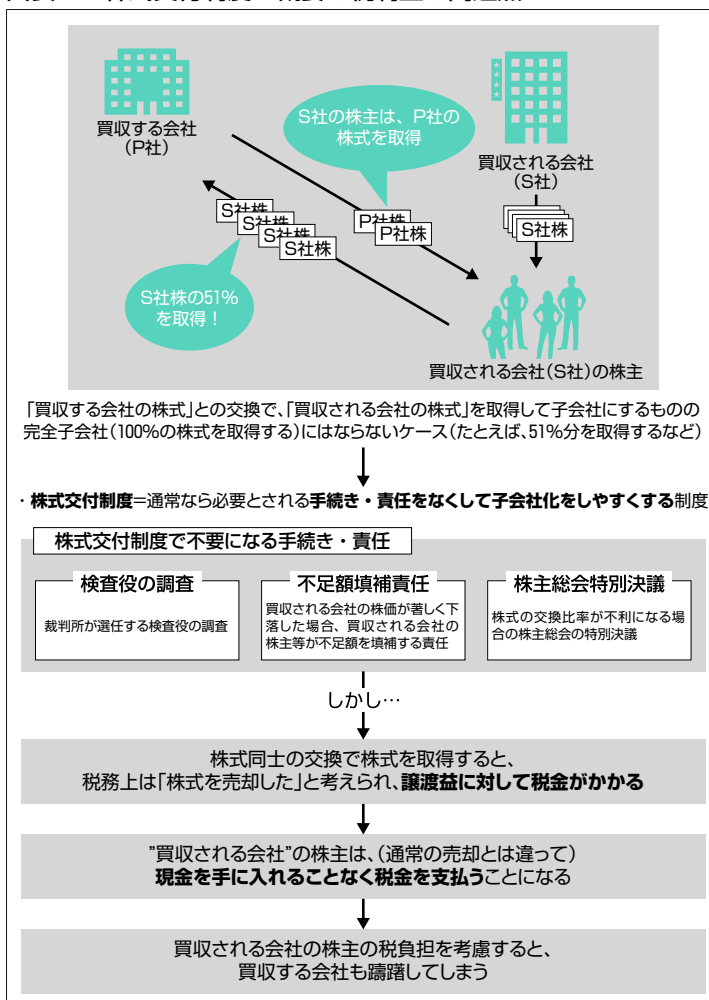 買収する会社
（P社）
S社の株主は、P社の
株式を取得
買収される会社
（S社）
S社株
S社株
S社株
S社株
P社株
P社株
S社株
S社株の51％
を取得！
買収される会社（S社）の株主
「買収する会社の株式」との交換で、「買収される会社の株式」を取得して子会社にするものの
完全子会社（100％の株式を取得する）にはならないケース（たとえば、51％分を取得するなど）
・株式交付制度＝通常なら必要とされる手続き・責任をなくして子会社化をしやすくする制度
株式交付制度で不要になる手続き・責任
検査役の調査
裁判所が選任する検査役の調査
不足額填補責任
買収される会社の株価が著しく下
落した場合、買収される会社の
株主等が不足額を填補する責任
株主総会特別決議
株式の交換比率が不利になる場
合の株主総会の特別決議
しかし…
株式同士の交換で株式を取得すると、
税務上は「株式を売却した」と考えられ、譲渡益に対して税金がかかる
”買収される会社”の株主は、（通常の売却とは違って）
現金を手に入れることなく税金を支払うことになる
買収される会社の株主の税負担を考慮すると、
買収する会社も躊躇してしまう